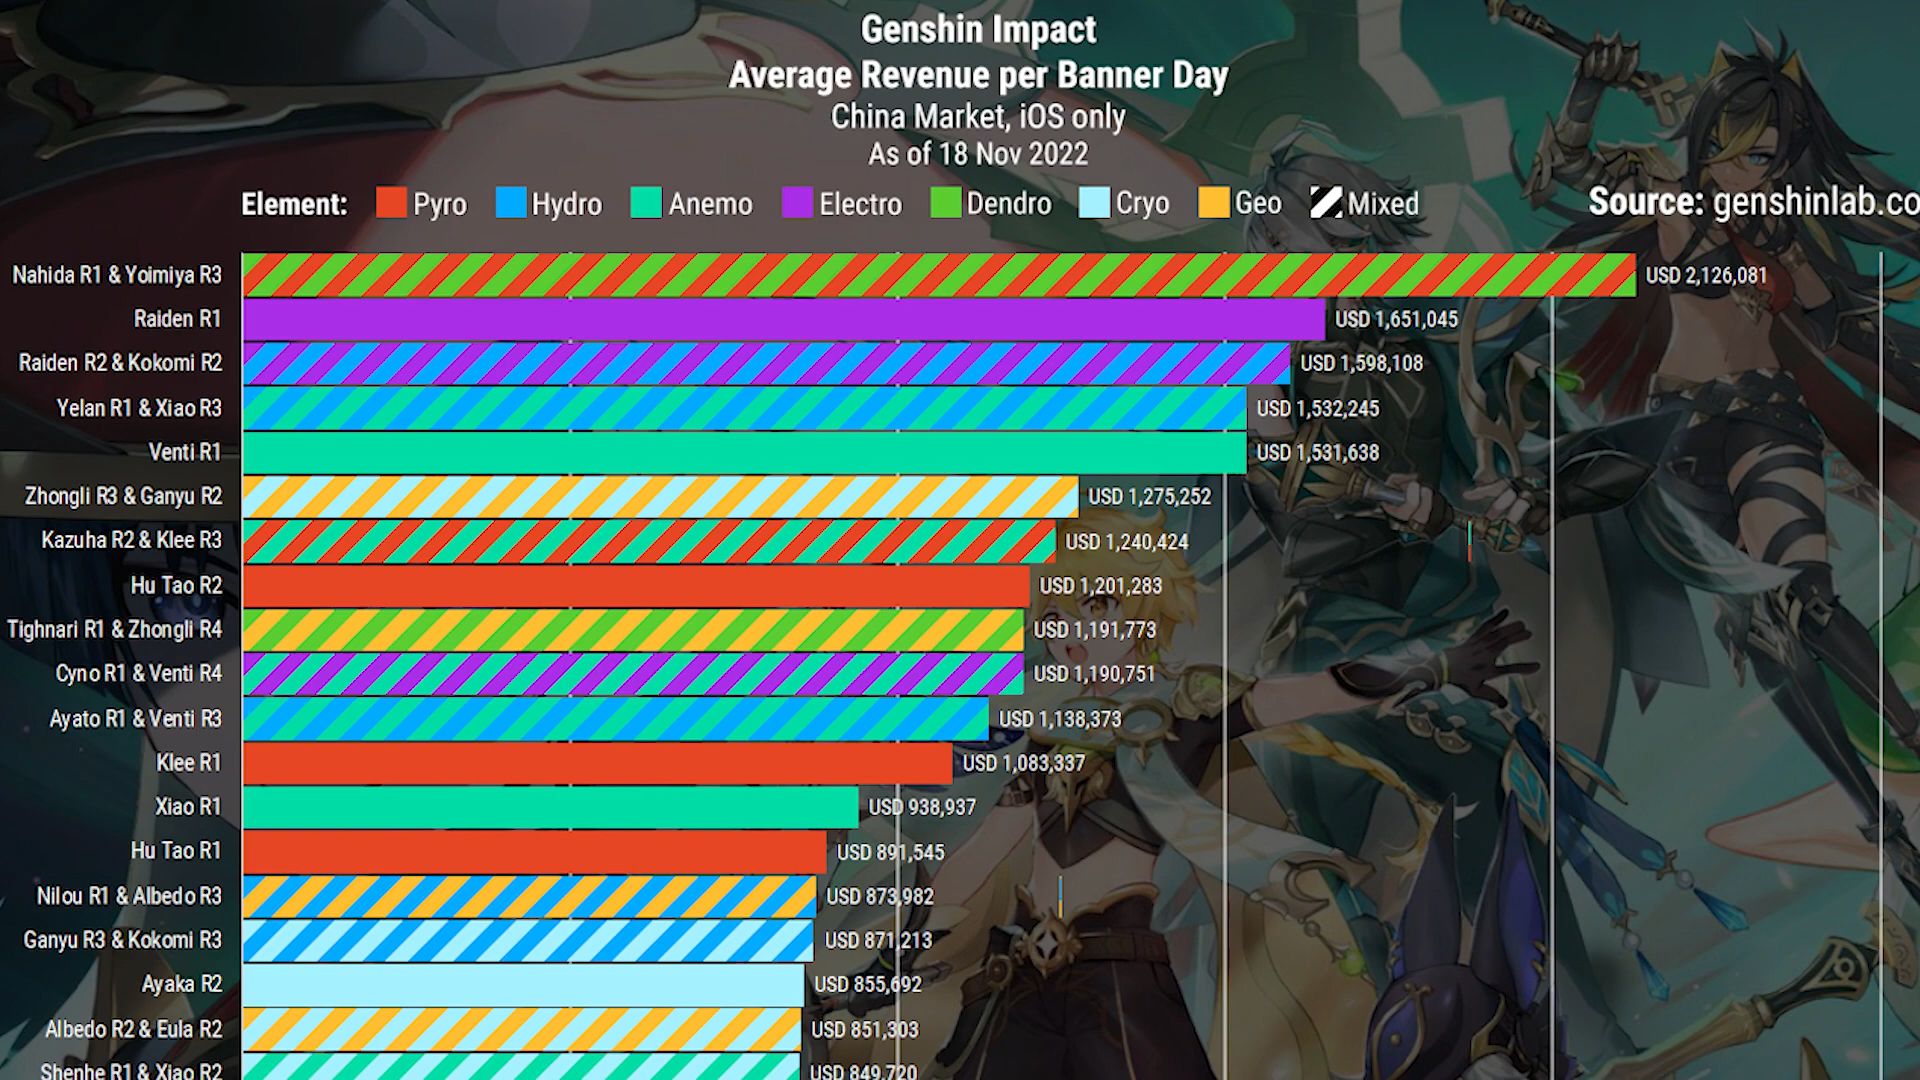 Genshin Impact
Average Revenue per Banner Day
China Market, iOS only
As of 18 Nov 2022
Element: Pyro Hydro Anemo Electro Dendro Cryo Geo Mixed
Source: genshinlab.co
Nahida R1 & Yoimiya R3 USD 2,126,081
Raiden R1 USD 1,651,045
Raiden R2 & Kokomi R2 USD 1,598,108
Yelan R1 & Xiao R3 USD 1,532,245
Venti R1 USD 1,531,638
Zhongli R3 & Ganyu R2 USD 1,275,252
Kazuha R2 & Klee R3 USD 1,240,424
Hu Tao R2 USD 1,201,283
Tighnari R1 & Zhongli R4 USD 1,191,773
Cyno R1 & Venti R4 USD 1,190,751
Ayato R1 & Venti R3 USD 1,138,373
Klee R1 USD 1,083,337
Xiao R1 USD 938,937
Hu Tao R1 USD 891,545
Nilou R1 & Albedo R3 USD 873,982
Ganyu R3 & Kokomi R3 USD 871,213
Ayaka R2 USD 855,692
Albedo R2 & Eula R2 USD 851,303
Shenhe R1 & Xiao R2 USD 849,720